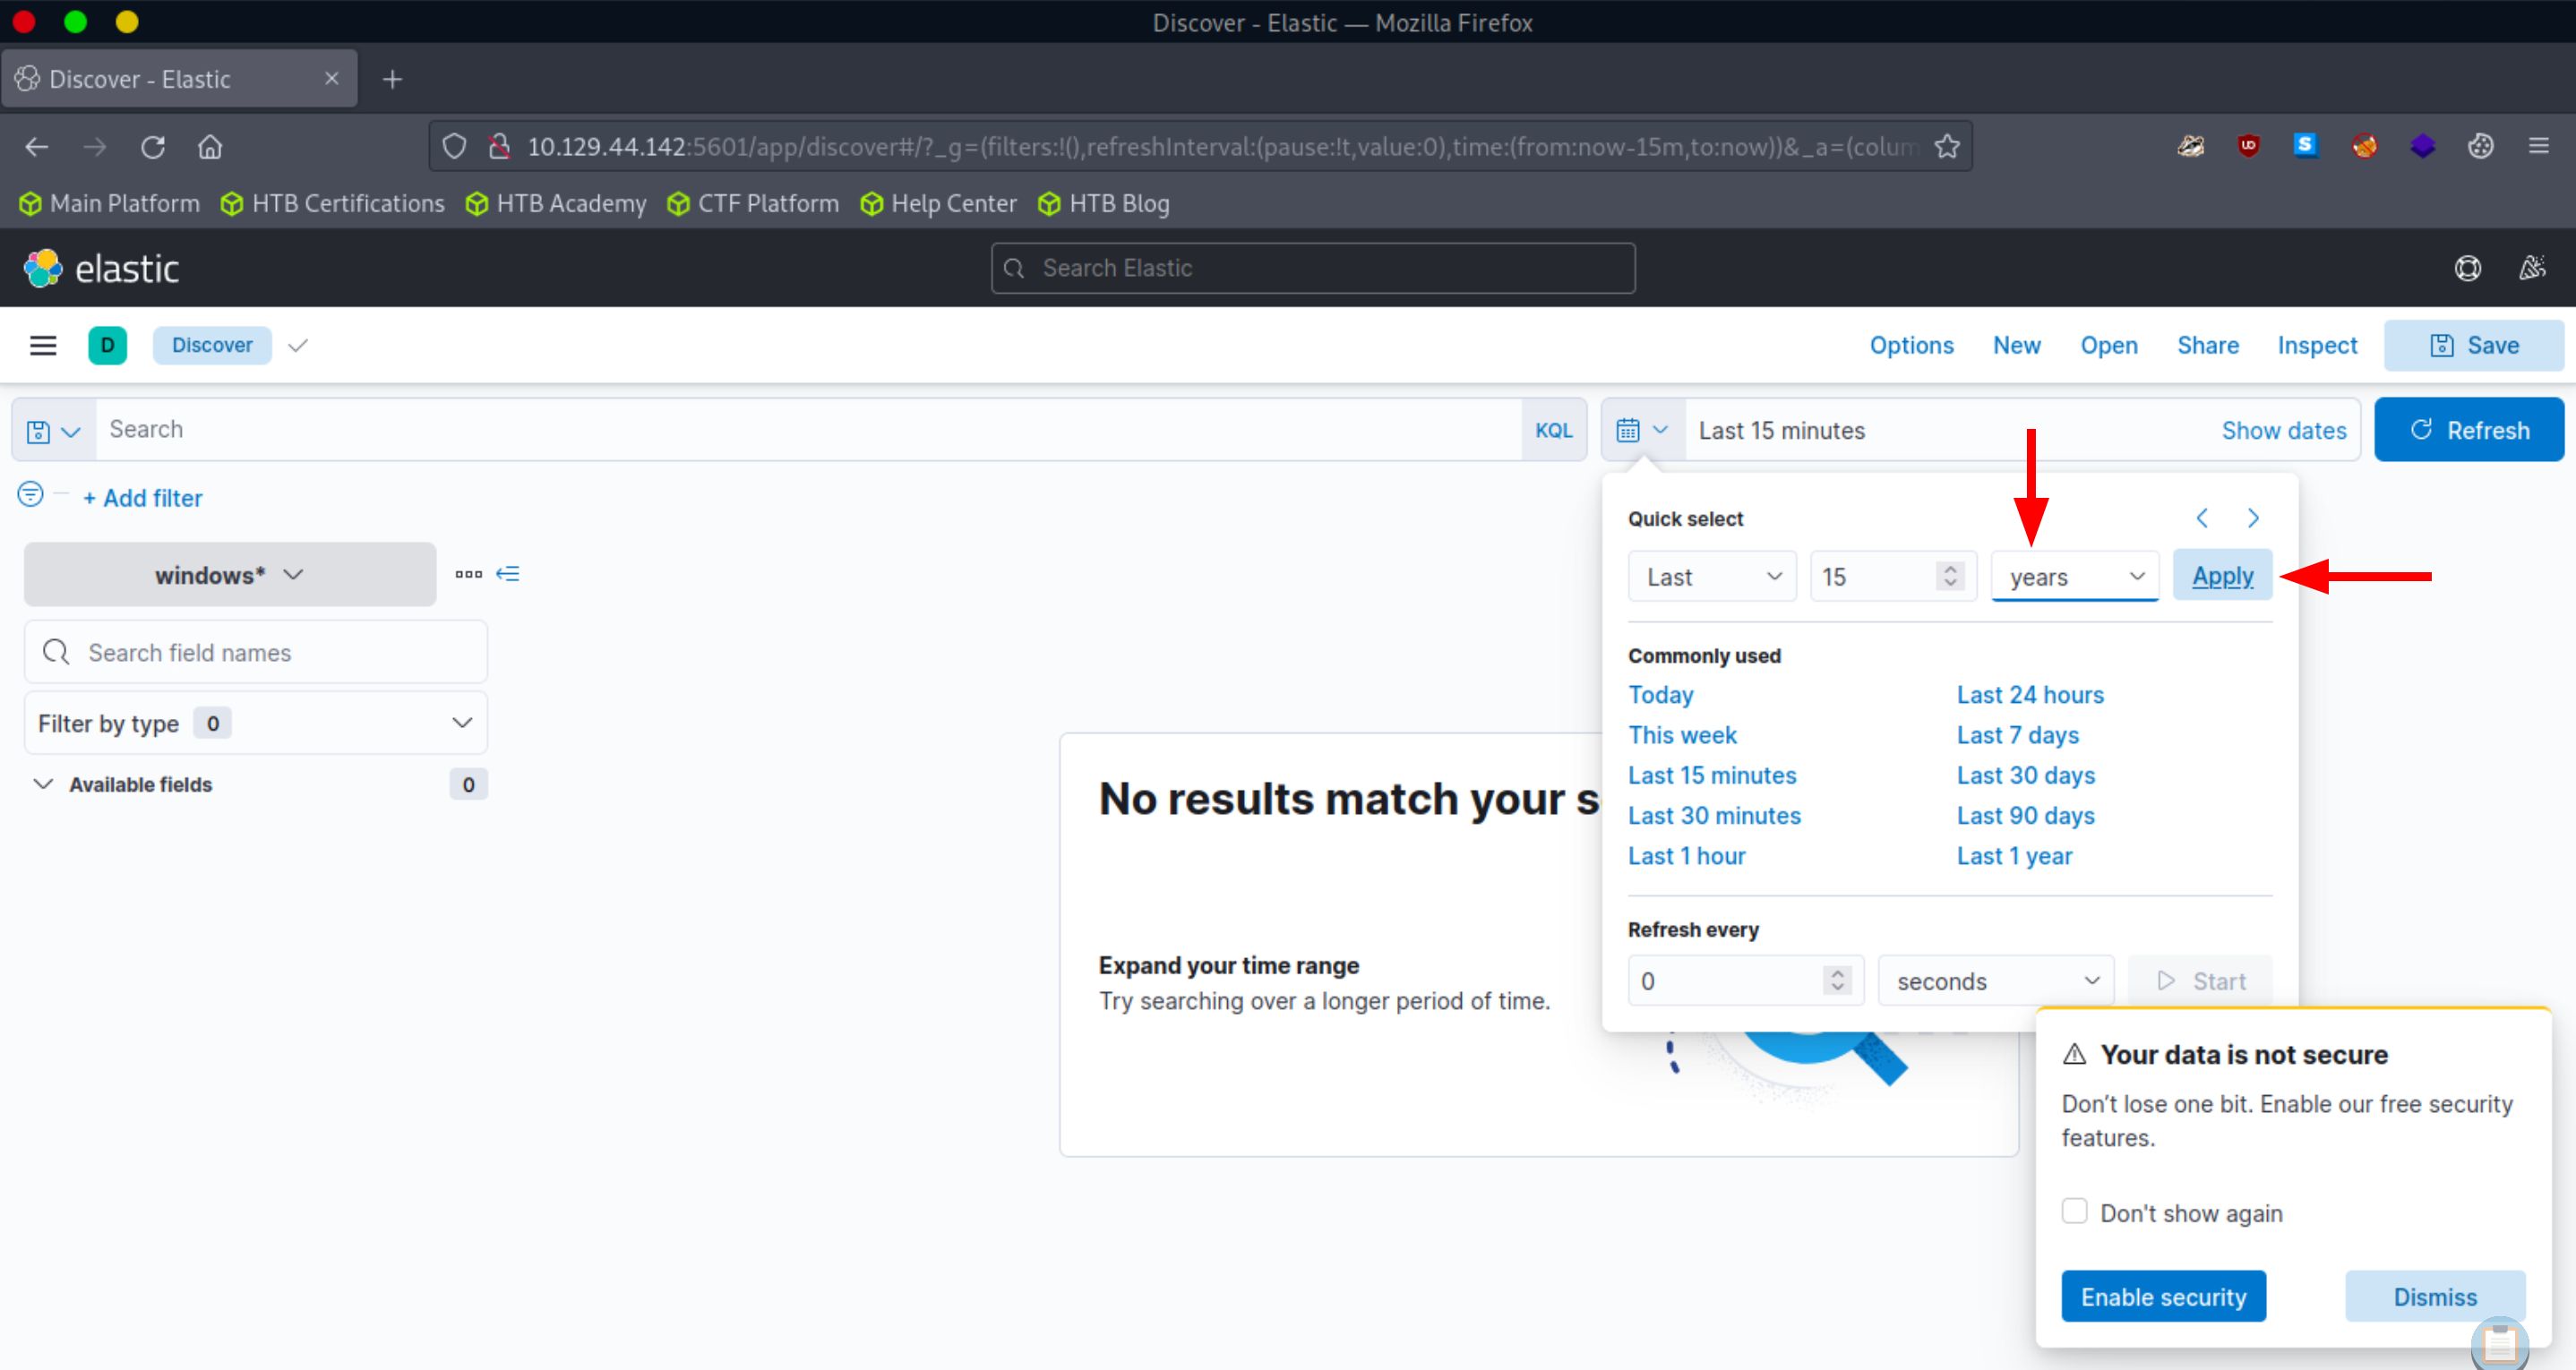 Discover - Elastic — Mozilla Firefox
Discover - Elastic
10.129.44.142:5601/app/discover#/?_g=(filters:!(),refreshInterval:(pause:!t,value:0),time:(from:now-15m,to:now))&_a=(colum
Main Platform HTB Certifications HTB Academy CTF Platform Help Center HTB Blog
elastic Search Elastic
D Discover Options New Open Share Inspect Save
Search KQL Last 15 minutes Show dates Refresh
+ Add filter
Quick select
windows* Last 15 years Apply
Search field names
Commonly used
Today Last 24 hours
Filter by type 0
This week Last 7 days
Last 15 minutes Last 30 days
Available fields 0
No results match your s
Last 30 minutes Last 90 days
Last 1 hour Last 1 year
Refresh every
Expand your time range
0 seconds Start
Try searching over a longer period of time.
Your data is not secure
Don't lose one bit. Enable our free security
features.
Don't show again
Enable security Dismiss